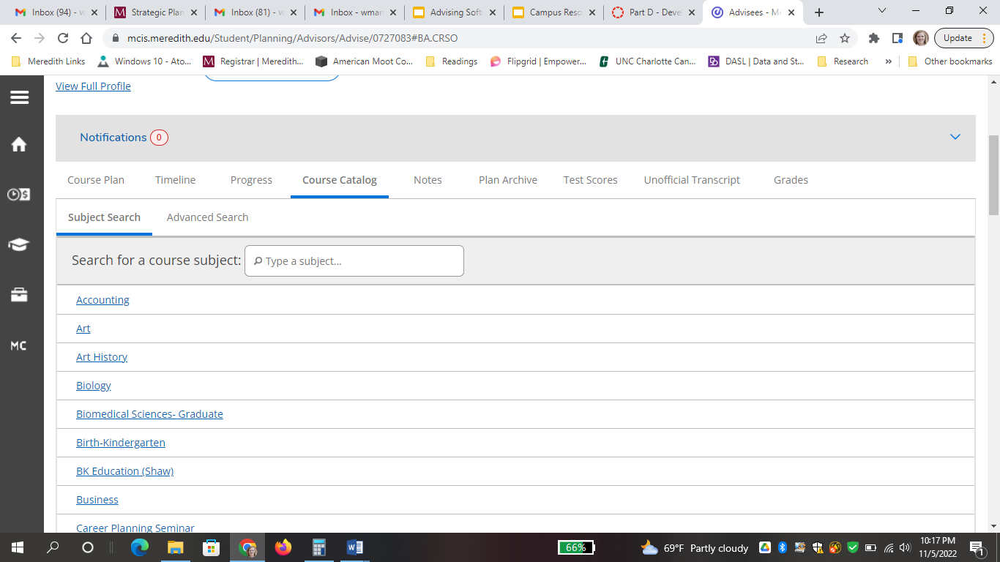 Inbox (94) - w
Strategic Plan
Inbox (81) - w
Inbox - wman
Advising Soft
Campus Reso
Part D - Deve
Advisees - Me
mcis.meredith.edu/Student/Planning/Advisors/Advise/0727083#BA.CRSO
Update
Meredith Links
Windows 10 - Ato...
Registrar | Meredith...
American Moot Co...
Readings
Flipgrid | Empower...
UNC Charlotte Can...
DASL | Data and St...
Research
»
Other bookmarks
View Full Profile
Notifications 0
Course Plan
Timeline
Progress
Course Catalog
Notes
Plan Archive
Test Scores
Unofficial Transcript
Grades
Subject Search
Advanced Search
Search for a course subject:
Type a subject...
Accounting
Art
Art History
Biology
Biomedical Sciences- Graduate
Birth-Kindergarten
BK Education (Shaw)
Business
Career Planning Seminar
MC
66%
69°F Partly cloudy
10:17 PM
11/5/2022
1